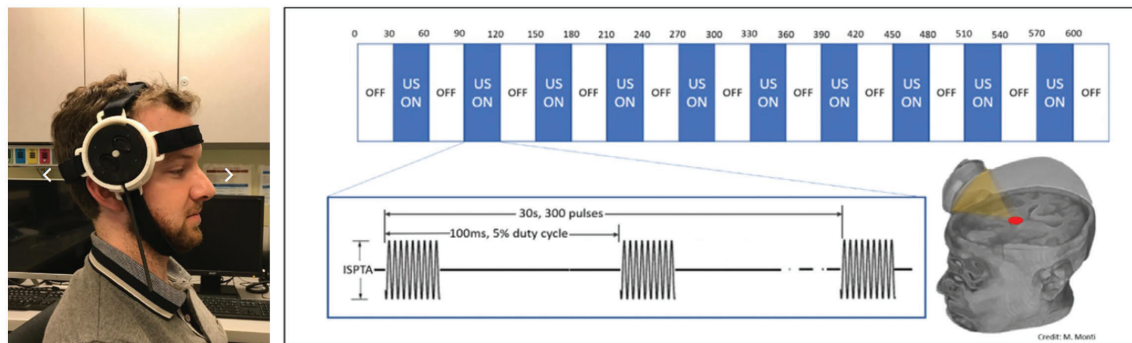 0 30 60 90 120 150 180 210 240 270 300 330 360 390 420 450 480 510 540 570 600
OFF US ON OFF US ON OFF US ON OFF US ON OFF US ON OFF US ON OFF US ON OFF US ON OFF US ON OFF US ON OFF
30s, 300 pulses
100ms, 5% duty cycle
ISPTA
Credit: M. Monti